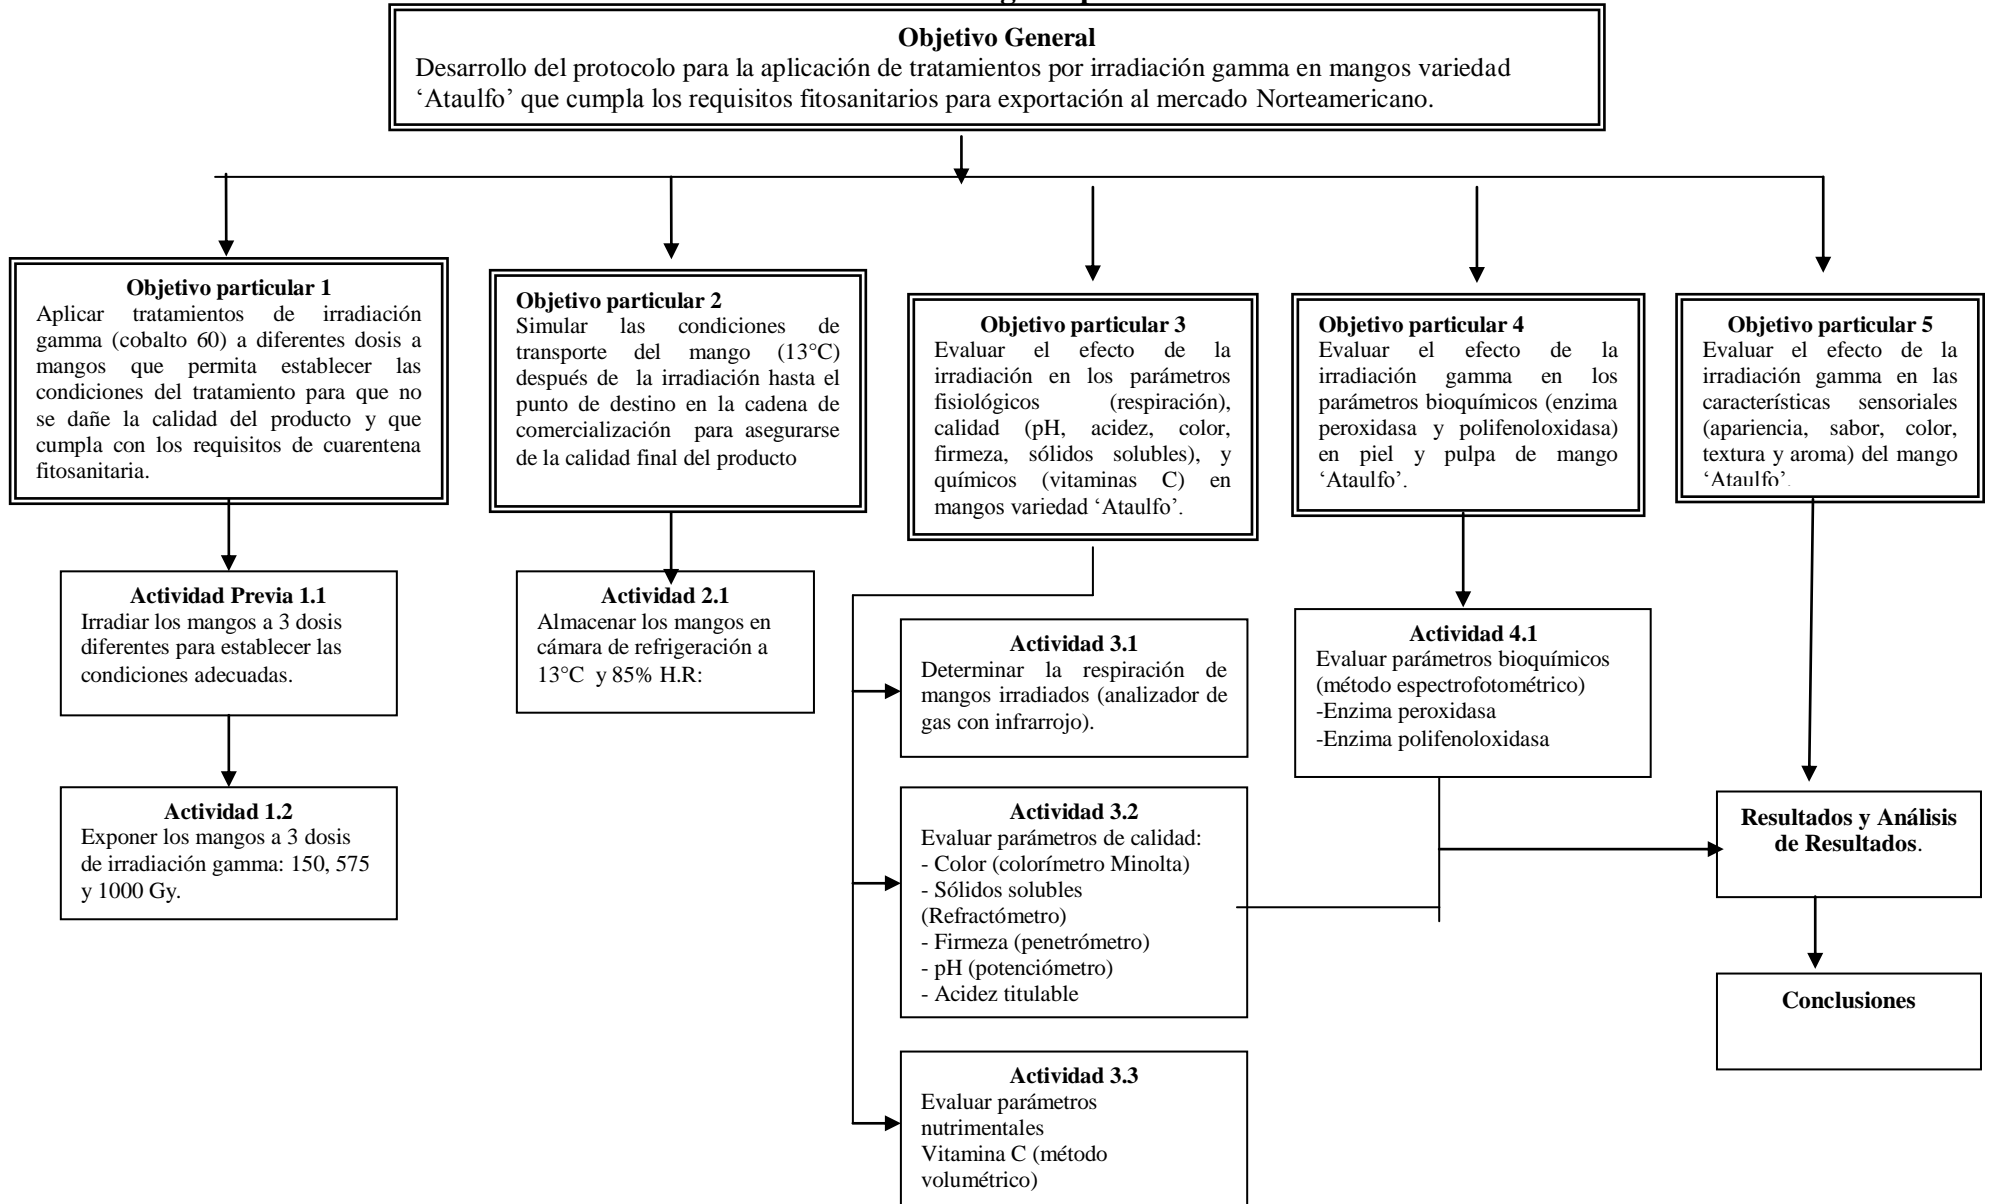 Objetivo General
Desarrollo del protocolo para la aplicación de tratamientos por irradiación gamma en mangos variedad
‘Ataulfo’ que cumpla los requisitos fitosanitarios para exportación al mercado Norteamericano.
Objetivo particular 1
Aplicar tratamientos de irradiación
gamma (cobalto 60) a diferentes dosis a
mangos que permita establecer las
condiciones del tratamiento para que no
se dañe la calidad del producto y que
cumpla con los requisitos de cuarentena
fitosanitaria.
Objetivo particular 2
Simular las condiciones de
transporte del mango (13°C)
después de la irradiación hasta el
punto de destino en la cadena de
comercialización para asegurarse
de la calidad final del producto
Objetivo particular 3
Evaluar el efecto de la
irradiación en los parámetros
fisiológicos (respiración),
calidad (pH, acidez, color,
firmeza, sólidos solubles), y
químicos (vitaminas C) en
mangos variedad ‘Ataulfo’.
Objetivo particular 4
Evaluar el efecto de la
irradiación gamma en los
parámetros bioquímicos (enzima
peroxidasa y polifenoloxidasa)
en piel y pulpa de mango
‘Ataulfo’.
Objetivo particular 5
Evaluar el efecto de la
irradiación gamma en las
características sensoriales
(apariencia, sabor, color,
textura y aroma) del mango
‘Ataulfo’.
Actividad Previa 1.1
Irradiar los mangos a 3 dosis
diferentes para establecer las
condiciones adecuadas.
Actividad 1.2
Exponer los mangos a 3 dosis
de irradiación gamma: 150, 575
y 1000 Gy.
Actividad 2.1
Almacenar los mangos en
cámara de refrigeración a
13°C y 85% H.R:
Actividad 3.1
Determinar la respiración de
mangos irradiados (analizador de
gas con infrarrojo).
Actividad 3.2
Evaluar parámetros de calidad:
- Color (colorímetro Minolta)
- Sólidos solubles
(Refractómetro)
- Firmeza (penetrómetro)
- pH (potenciómetro)
- Acidez titulable
Actividad 3.3
Evaluar parámetros
nutrimentales
Vitamina C (método
volumétrico)
Actividad 4.1
Evaluar parámetros bioquímicos
(método espectrofotométrico)
-Enzima peroxidasa
-Enzima polifenoloxidasa
Resultados y Análisis
de Resultados.
Conclusiones